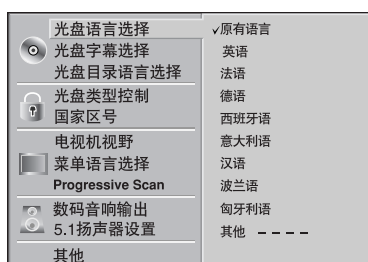 光盘语言选择
光盘字幕选择
光盘目录语言选择
光盘类型控制
国家区号
电视机视野
菜单语言选择
Progressive Scan
数码音响输出
5.1扬声器设置
其他
✓原有语言
英语
法语
德语
西班牙语
意大利语
汉语
波兰语
匈牙利语
其他 – – – –